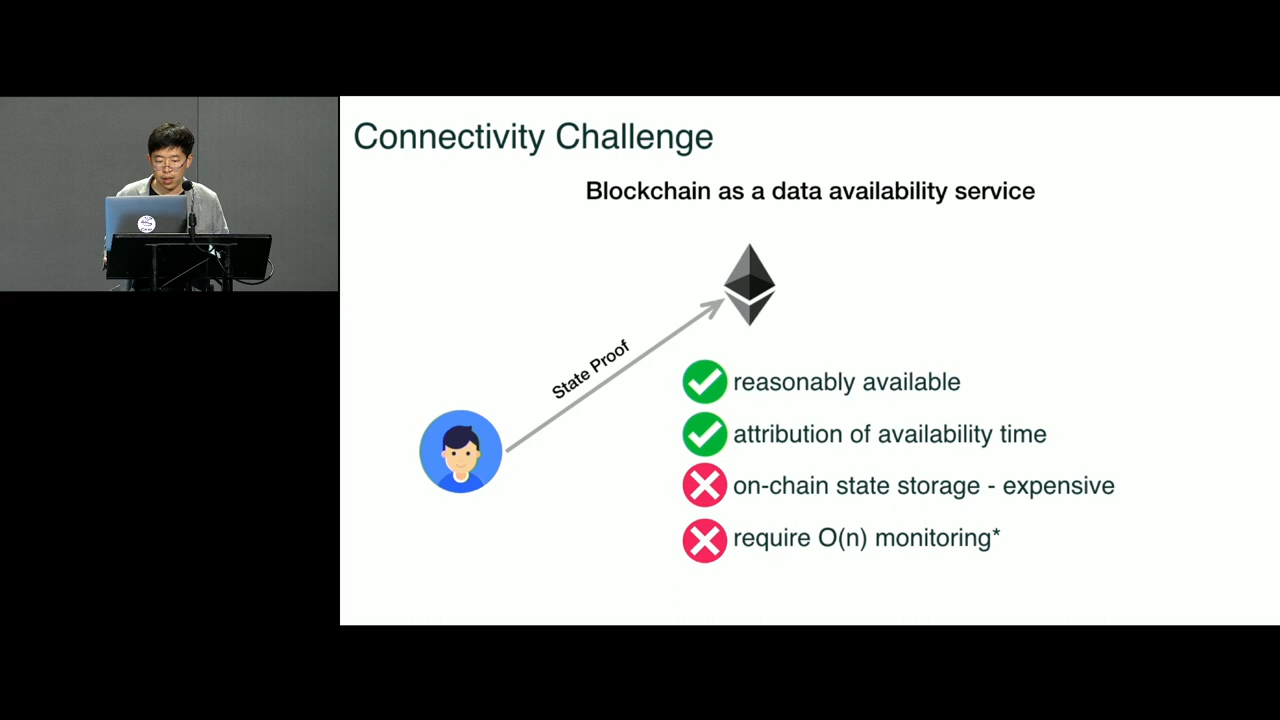 Connectivity Challenge
Blockchain as a data availability service
State Proof
reasonably available
attribution of availability time
on-chain state storage - expensive
require O(n) monitoring*